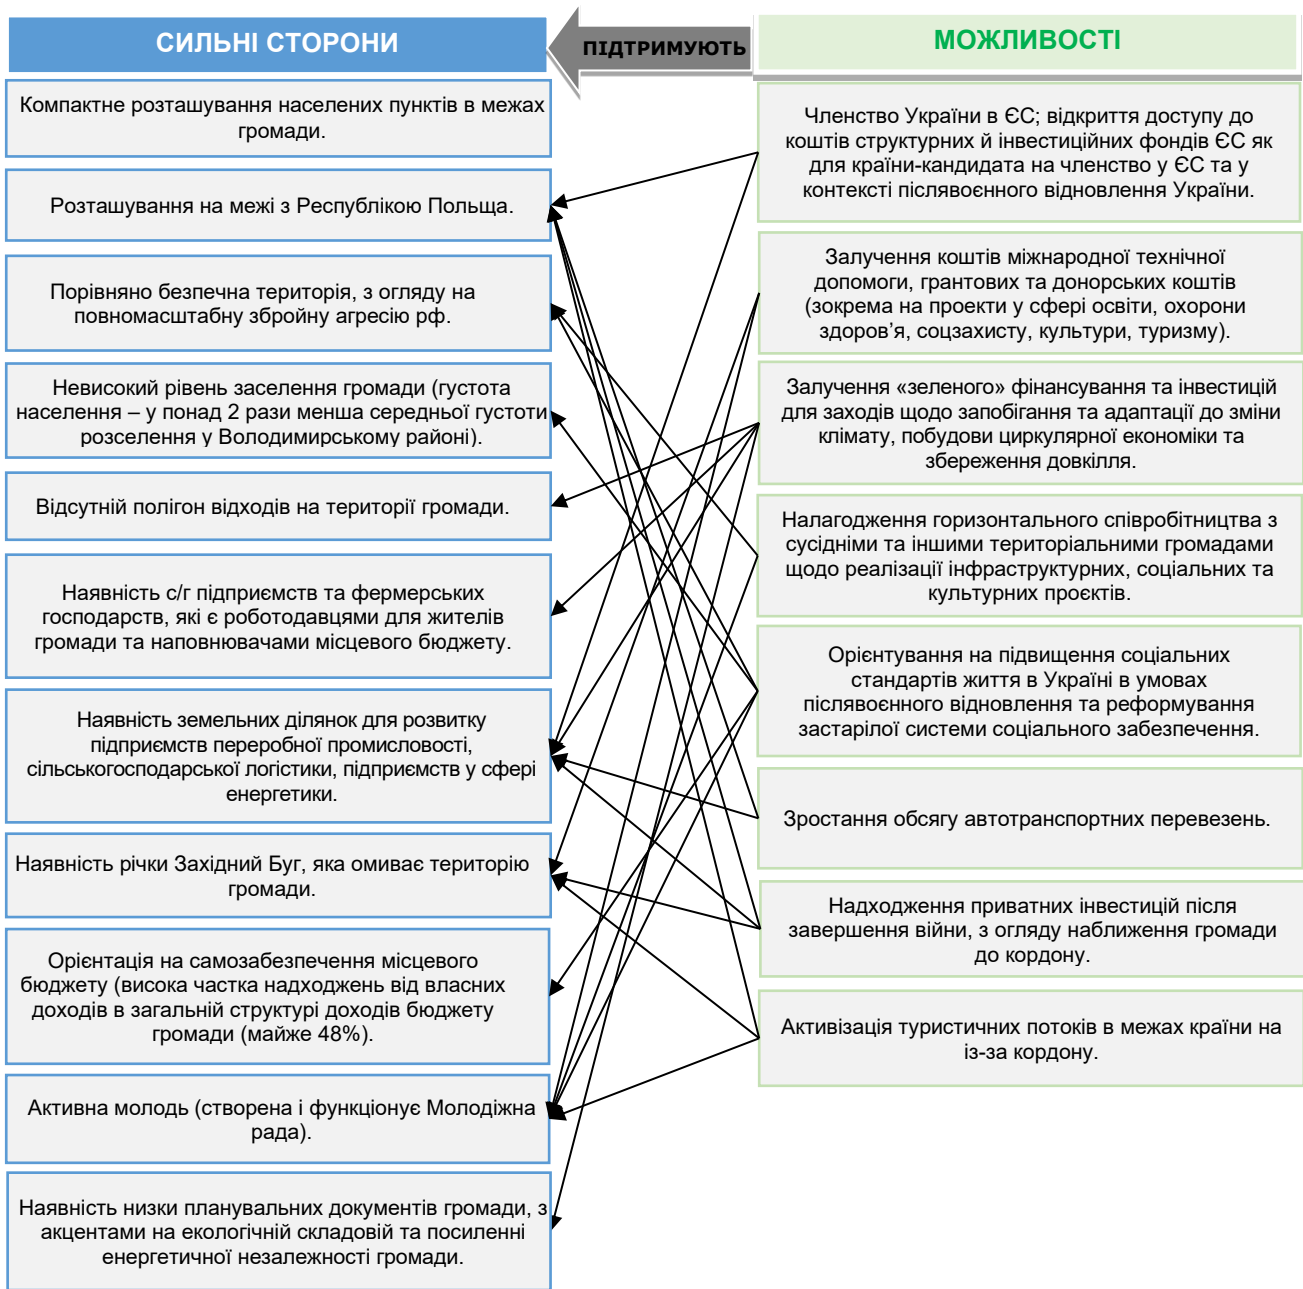 СИЛЬНІ СТОРОНИ
ПІДТРИМУЮТЬ
МОЖЛИВОСТІ
Компактне розташування населених пунктів в межах
громади.
Розташування на межі з Республікою Польща.
Порівняно безпечна територія, з огляду на
повномасштабну збройну агресію рф.
Невисокий рівень заселення громади (густота
населення – у понад 2 рази менша середньої густоти
розселення у Володимирському районі).
Відсутній полігон відходів на території громади.
Наявність с/г підприємств та фермерських
господарств, які є роботодавцями для жителів
громади та наповнювачами місцевого бюджету.
Наявність земельних ділянок для розвитку
підприємств переробної промисловості,
сільськогосподарської логістики, підприємств у сфері
енергетики.
Наявність річки Західний Буг, яка омиває територію
громади.
Орієнтація на самозабезпечення місцевого
бюджету (висока частка надходжень від власних
доходів в загальній структурі доходів бюджету
громади (майже 48%).
Активна молодь (створена і функціонує Молодіжна
рада).
Наявність низки планувальних документів громади, з
акцентами на екологічній складовій та посиленні
енергетичної незалежності громади.
Членство України в ЄС; відкриття доступу до
коштів структурних й інвестиційних фондів ЄС як
для країни-кандидата на членство у ЄС та у
контексті післявоєнного відновлення України.
Залучення коштів міжнародної технічної
допомоги, грантових та донорських коштів
(зокрема на проекти у сфері освіти, охорони
здоров’я, соцзахисту, культури, туризму).
Залучення «зеленого» фінансування та інвестицій
для заходів щодо запобігання та адаптації до зміни
клімату, побудови циркулярної економіки та
збереження довкілля.
Налагодження горизонтального співробітництва з
сусідніми та іншими територіальними громадами
щодо реалізації інфраструктурних, соціальних та
культурних проєктів.
Орієнтування на підвищення соціальних
стандартів життя в Україні в умовах
післявоєнного відновлення та реформування
застарілої системи соціального забезпечення.
Зростання обсягу автотранспортних перевезень.
Надходження приватних інвестицій після
завершення війни, з огляду наближення громади
до кордону.
Активізація туристичних потоків в межах країни на
із-за кордону.